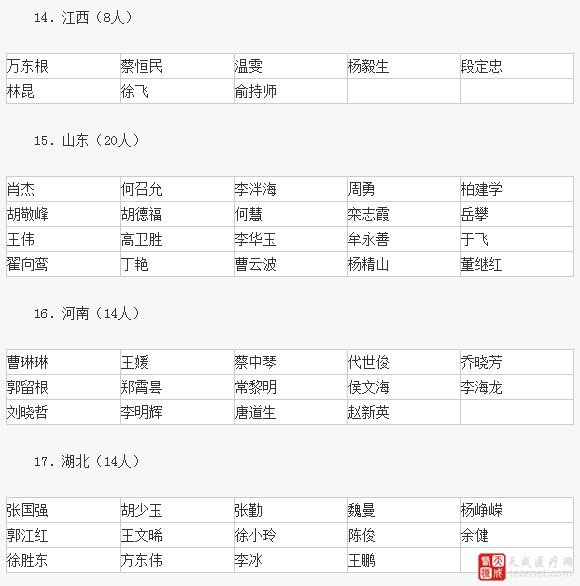 14. 江西（8人）
万东根 蔡恒民 温雯 杨毅生 段定忠
林昆 徐飞 俞持师
15. 山东（20人）
肖杰 何召允 李泮海 周勇 柏建学
胡敬峰 胡德福 何慧 栾志霞 岳攀
王伟 高卫胜 李华玉 牟永善 于飞
翟向鸾 丁艳 曹云波 杨精山 董继红
16. 河南（14人）
曹琳琳 王媛 蔡中琴 代世俊 乔晓芳
郭留根 郑霄昙 常黎明 侯文海 李海龙
刘晓哲 李明辉 唐道生 赵新英
17. 湖北（14人）
张国强 胡少玉 张勤 魏曼 杨峥嵘
郭江红 王文晞 徐小玲 陈俊 余健
徐胜东 方东伟 李冰 王鹏
天成医疗网
tecenet.com